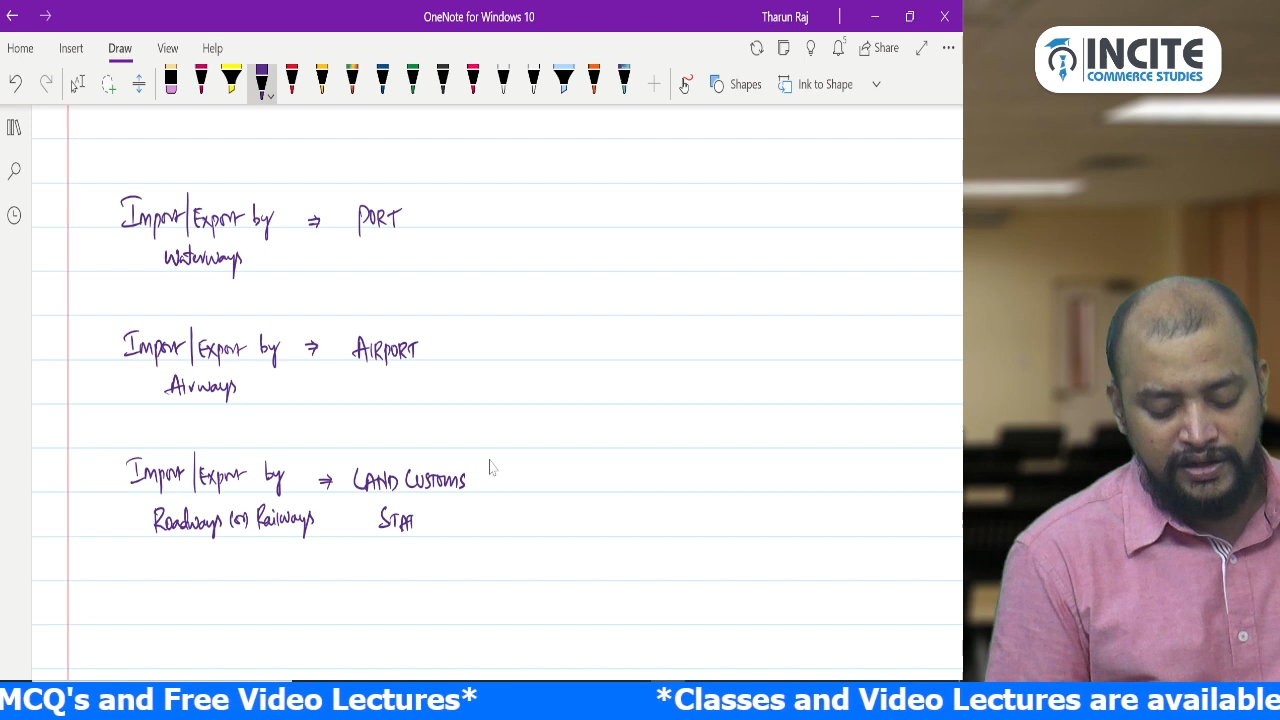 OneNote for Windows 10
Tharun Raj
Home Insert Draw View Help
5
Share
Shapes
Ink to Shape
INCITE
COMMERCE STUDIES
Import|Export by ⇒ PORT
Waterways
Import|Export by ⇒ AIRPORT
Airways
Import|Export by ⇒ LAND CUSTOMS
Roadways (or) Railways STAT
MCQ's and Free Video Lectures* *Classes and Video Lectures are available